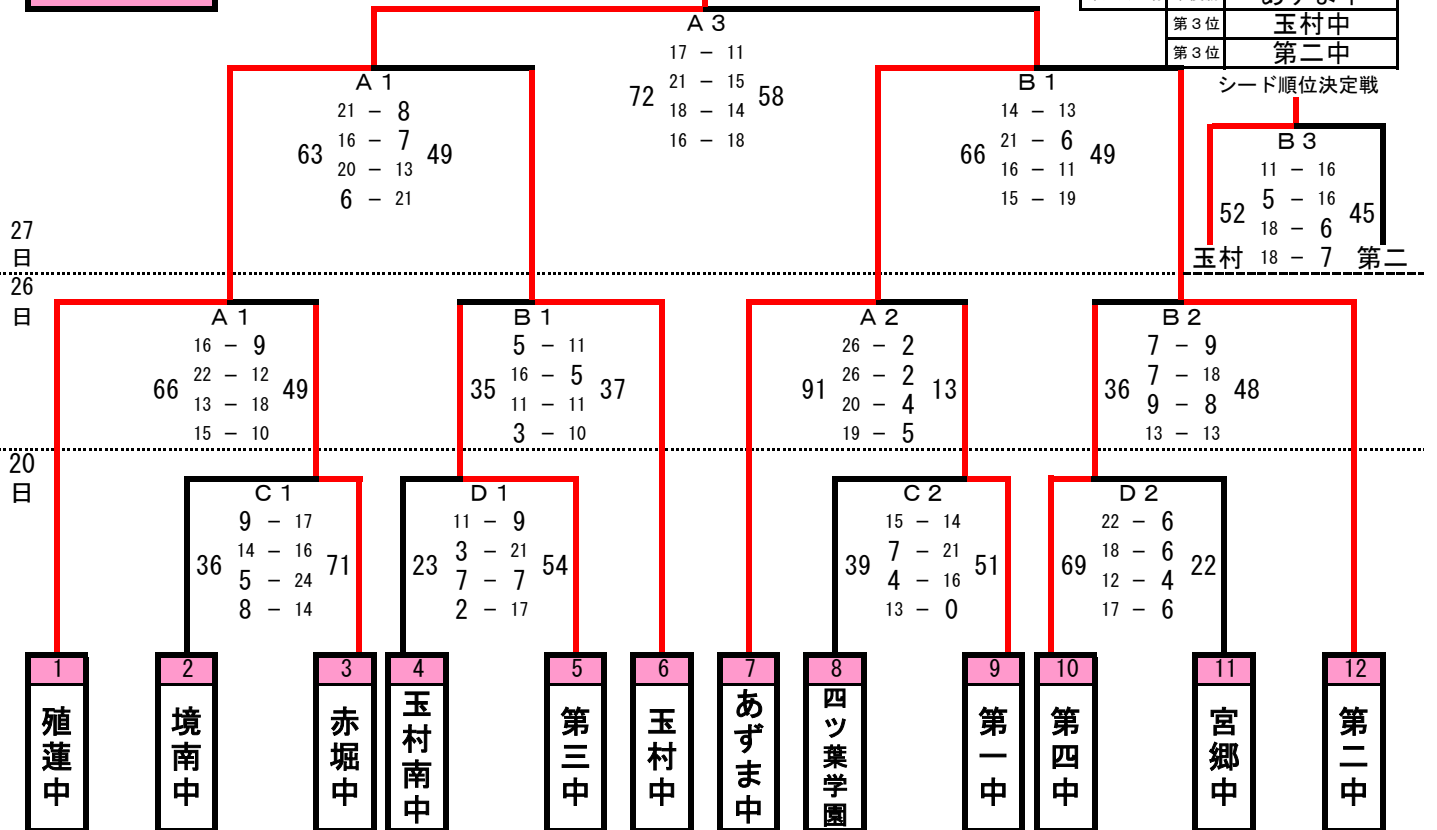 A3
17 － 11
21 － 15
72 58
18 － 14
16 － 18
第３位 玉村中
第３位 第二中
シード順位決定戦
A1
21 － 8
16 － 7
63 49
20 － 13
6 － 21
B1
14 － 13
21 － 6
66 49
16 － 11
15 － 19
B3
11 － 16
5 － 16
52 45
18 － 6
玉村 18 － 7 第二
27
日
26
日
A1
16 － 9
22 － 12
66 49
13 － 18
15 － 10
B1
5 － 11
16 － 5
35 37
11 － 11
3 － 10
A2
26 － 2
26 － 2
91 13
20 － 4
19 － 5
B2
7 － 9
7 － 18
36 48
9 － 8
13 － 13
20
日
C1
9 － 17
14 － 16
36 71
5 － 24
8 － 14
D1
11 － 9
3 － 21
23 54
7 － 7
2 － 17
C2
15 － 14
7 － 21
39 51
4 － 16
13 － 0
D2
22 － 6
18 － 6
69 22
12 － 4
17 － 6
1 2 3 4 5 6 7 8 9 10 11 12
殖蓮中
境南中
赤堀中
玉村南中
第三中
玉村中
あずま中
四ツ葉学園
第一中
第四中
宮郷中
第二中